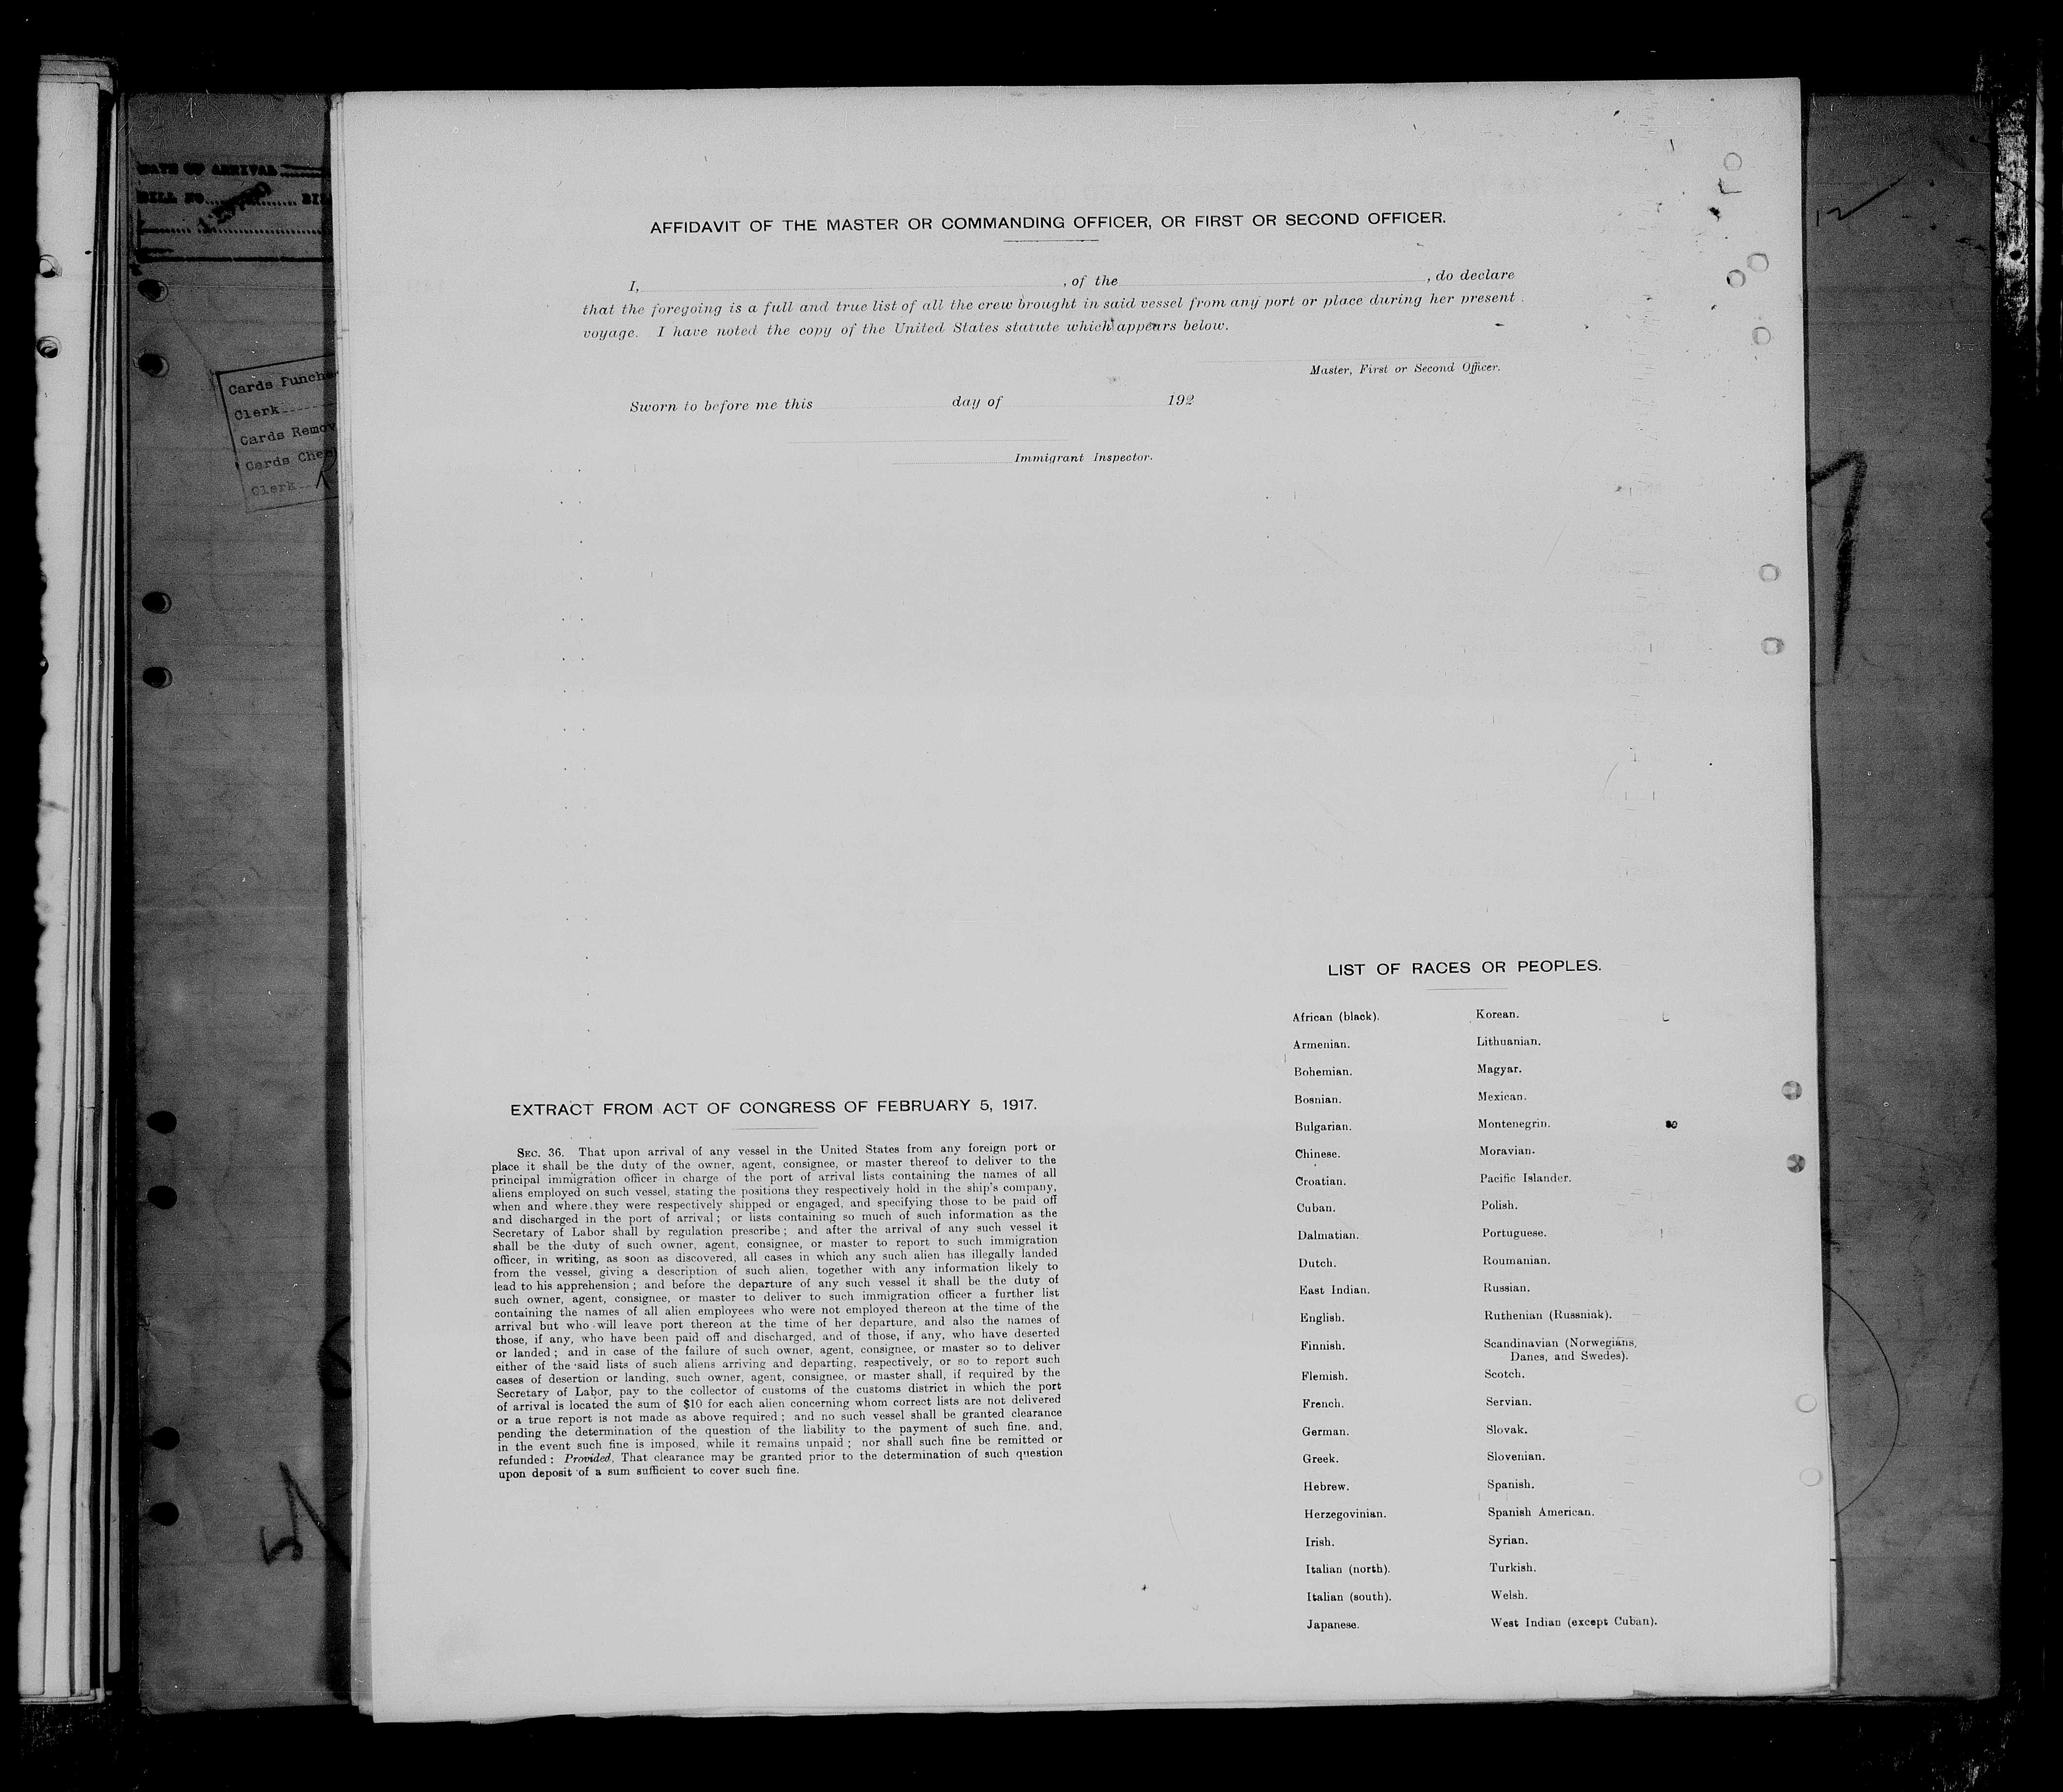 DATE OF ARRIVAL
Cards Punche
Clerk
Cards Remov
Cards Che
Clerk
AFFIDAVIT OF THE MASTER OR COMMANDING OFFICER, OR FIRST OR SECOND OFFICER.
I, , of the , do declare
that the foregoing is a full and true list of all the crew brought in said vessel from any port or place during her present
voyage. I have noted the copy of the United States statute which appears below.
Master, First or Second Officer.
Sworn to before me this day of 192
Immigrant Inspector.
EXTRACT FROM ACT OF CONGRESS OF FEBRUARY 5, 1917.
SEC. 36. That upon arrival of any vessel in the United States from any foreign port or
place it shall be the duty of the owner, agent, consignee, or master thereof to deliver to the
principal immigration officer in charge of the port of arrival lists containing the names of all
aliens employed on such vessel, stating the positions they respectively hold in the ship's company,
when and where they were respectively shipped or engaged, and specifying those to be paid off
and discharged in the port of arrival; or lists containing so much of such information as the
Secretary of Labor shall by regulation prescribe; and after the arrival of any such vessel it
shall be the duty of such owner, agent, consignee, or master to report to such immigration
officer, in writing, as soon as discovered, all cases in which any such alien has illegally landed
from the vessel, giving a description of such alien, together with any information likely to
lead to his apprehension; and before the departure of any such vessel it shall be the duty of
such owner, agent, consignee, or master to deliver to such immigration officer a further list
containing the names of all alien employees who were not employed thereon at the time of the
arrival but who will leave port thereon at the time of her departure, and also the names of
those, if any, who have been paid off and discharged, and of those, if any, who have deserted
or landed; and in case of the failure of such owner, agent, consignee, or master so to deliver
either of the said lists of such aliens arriving and departing, respectively, or so to report such
cases of desertion or landing, such owner, agent, consignee, or master shall, if required by the
Secretary of Labor, pay to the collector of customs of the customs district in which the port
of arrival is located the sum of $10 for each alien concerning whom correct lists are not delivered
or a true report is not made as above required; and no such vessel shall be granted clearance
pending the determination of the question of the liability to the payment of such fine, and,
in the event such fine is imposed, while it remains unpaid; nor shall such fine be remitted or
refunded: Provided, That clearance may be granted prior to the determination of such question
upon deposit of a sum sufficient to cover such fine.
LIST OF RACES OR PEOPLES.
African (black). Korean.
Armenian. Lithuanian.
Bohemian. Magyar.
Bosnian. Mexican.
Bulgarian. Montenegrin.
Chinese. Moravian.
Croatian. Pacific Islander.
Cuban. Polish.
Dalmatian. Portuguese.
Dutch. Roumanian.
East Indian. Russian.
English. Ruthenian (Russniak).
Finnish. Scandinavian (Norwegians,
Danes, and Swedes).
Flemish. Scotch.
French. Servian.
German. Slovak.
Greek. Slovenian.
Hebrew. Spanish.
Herzegovinian. Spanish American.
Irish. Syrian.
Italian (north). Turkish.
Italian (south). Welsh.
Japanese. West Indian (except Cuban).